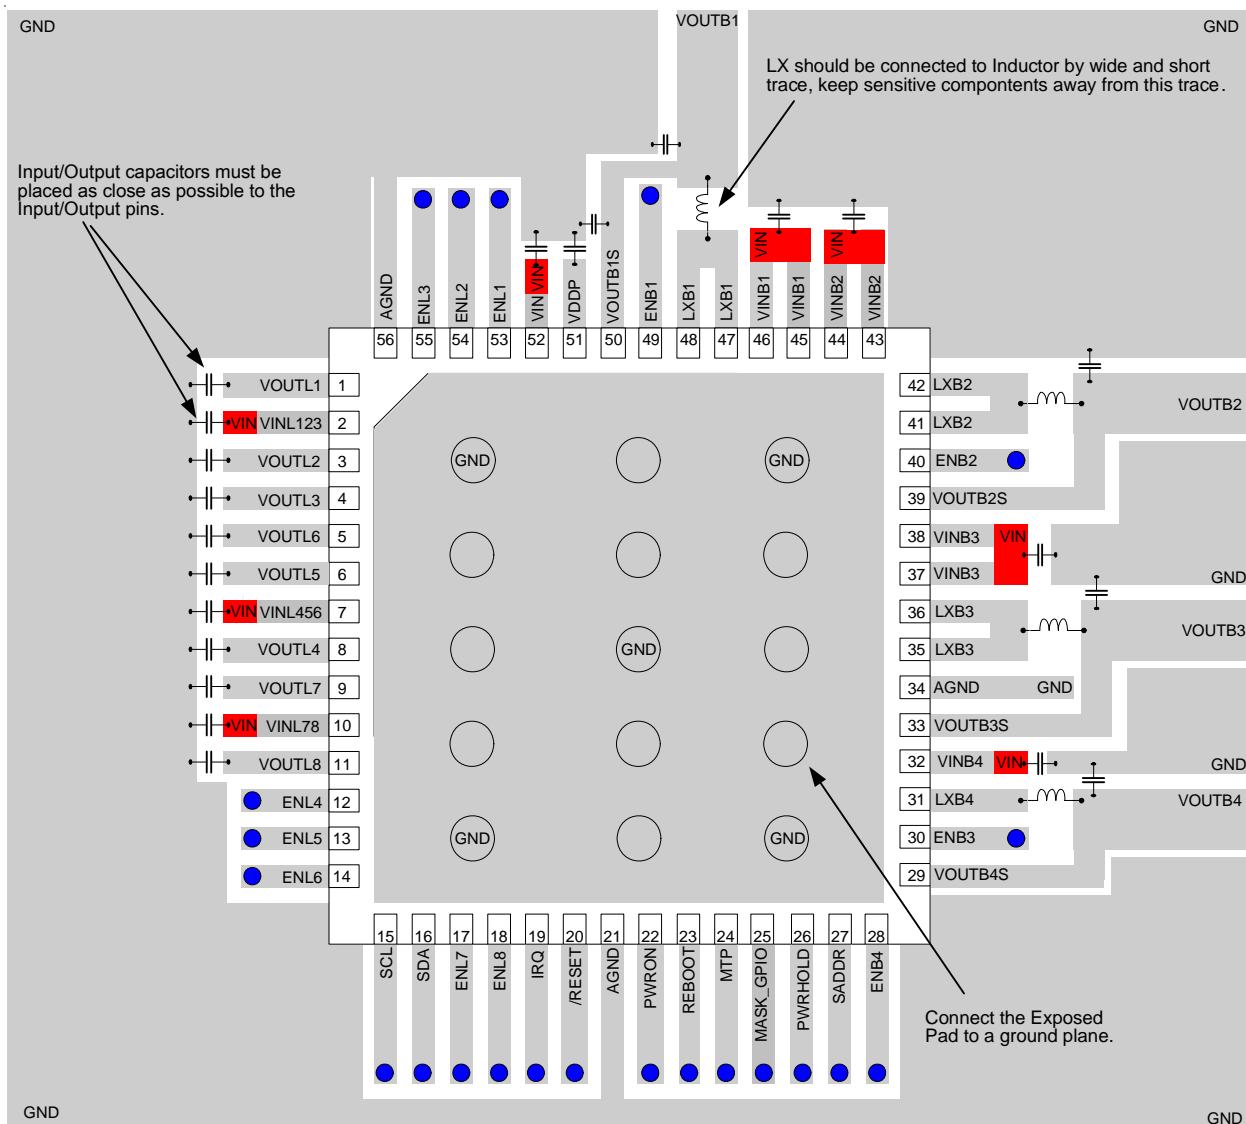 GND
VOUTB1
GND
LX should be connected to Inductor by wide and short
trace, keep sensitive compontents away from this trace.
Input/Output capacitors must be
placed as close as possible to the
Input/Output pins.
AGND
ENL3
ENL2
ENL1
VIN
VIN
VDDP
VOUTB1S
ENB1
LXB1
LXB1
VIN
VINB1
VINB1
VIN
VINB2
VINB2
56
55
54
53
52
51
50
49
48
47
46
45
44
43
VOUTL1 1
VIN VINL123 2
VOUTL2 3
VOUTL3 4
VOUTL6 5
VOUTL5 6
VIN VINL456 7
VOUTL4 8
VOUTL7 9
VIN VINL78 10
VOUTL8 11
ENL4 12
ENL5 13
ENL6 14
GND
GND
GND
GND
GND
42 LXB2
VOUTB2
41 LXB2
40 ENB2
39 VOUTB2S
38 VINB3 VIN
37 VINB3
GND
36 LXB3
VOUTB3
35 LXB3
34 AGND GND
33 VOUTB3S
32 VINB4 VIN
GND
31 LXB4
VOUTB4
30 ENB3
29 VOUTB4S
15
16
17
18
19
20
21
22
23
24
25
26
27
28
SCL
SDA
ENL7
ENL8
IRQ
/RESET
AGND
PWRON
REBOOT
MTP
MASK_GPIO
PWRHOLD
SADDR
ENB4
Connect the Exposed
Pad to a ground plane.
GND
GND